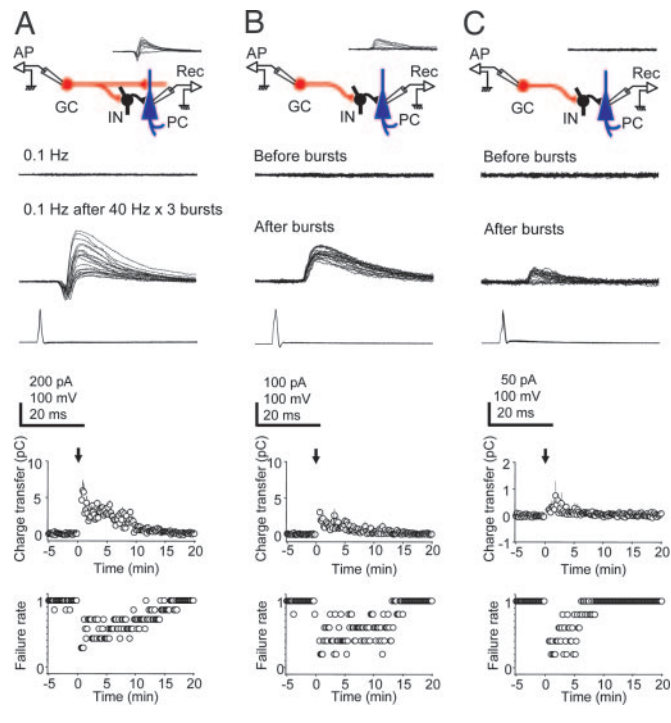 A
B
C
AP
Rec
GC
IN
PC
AP
Rec
GC
IN
PC
AP
Rec
GC
IN
PC
0.1 Hz
Before bursts
Before bursts
0.1 Hz after 40 Hz x 3 bursts
After bursts
After bursts
200 pA
100 mV
20 ms
100 pA
100 mV
20 ms
50 pA
100 mV
20 ms
Charge transfer (pC)
10
5
0
-5 0 5 10 15 20
Time (min)
Charge transfer (pC)
10
5
0
-5 0 5 10 15 20
Time (min)
Charge transfer (pC)
2
1
0
-1
-5 0 5 10 15 20
Time (min)
Failure rate
1
0
-5 0 5 10 15 20
Time (min)
Failure rate
1
0
-5 0 5 10 15 20
Time (min)
Failure rate
1
0
-5 0 5 10 15 20
Time (min)